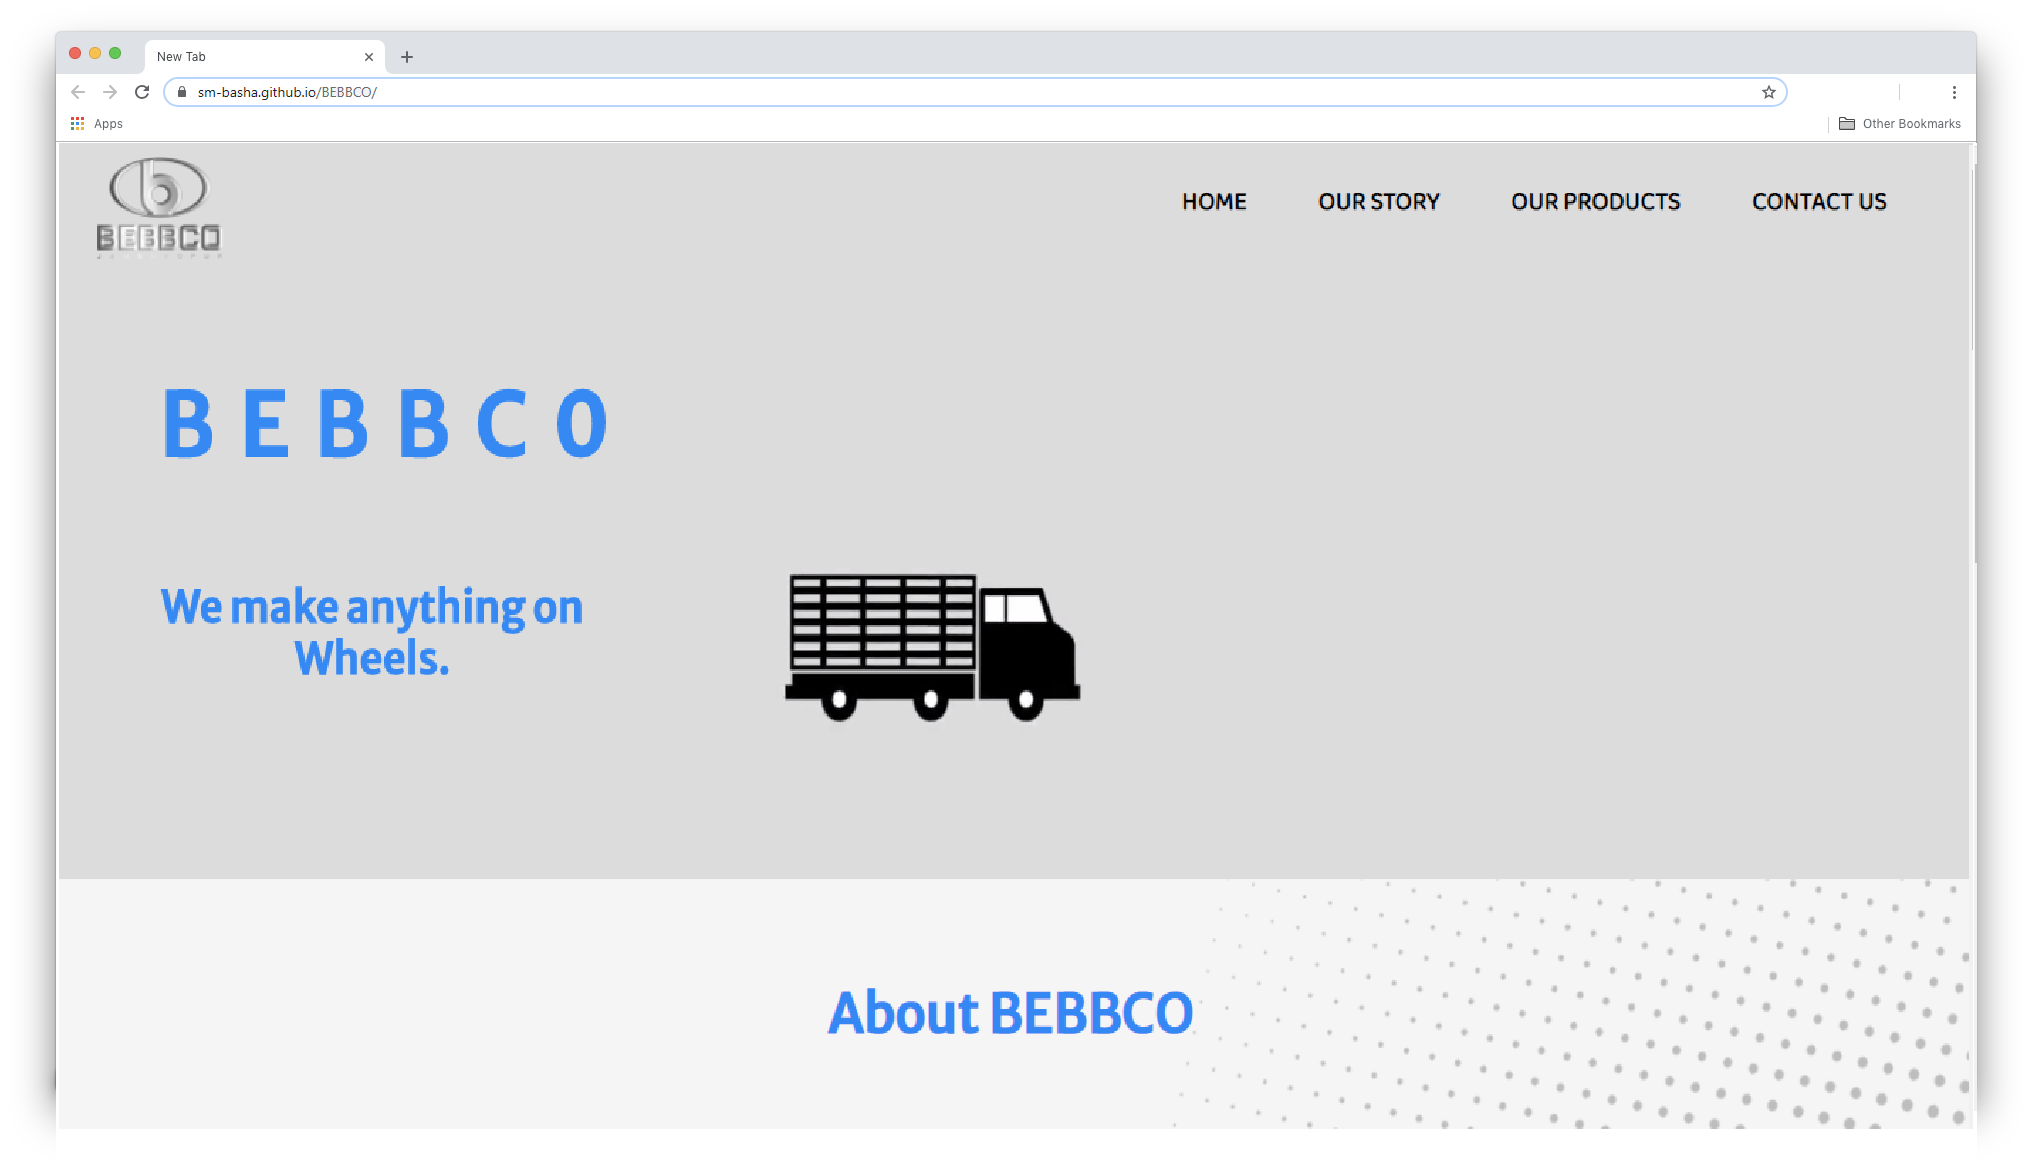 New Tab
sm-basha.github.io/BEBBCO/
Apps
Other Bookmarks
BEBBCO
HOME OUR STORY OUR PRODUCTS CONTACT US
B E B B C 0
We make anything on
Wheels.
About BEBBCO